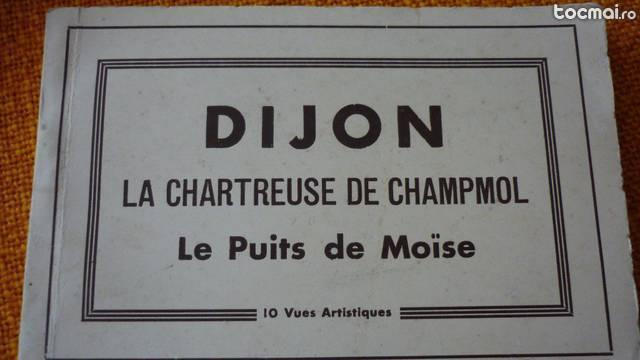 tocmai.ro
DIJON
LA CHARTREUSE DE CHAMPMOL
Le Puits de Moïse
10 Vues Artistiques